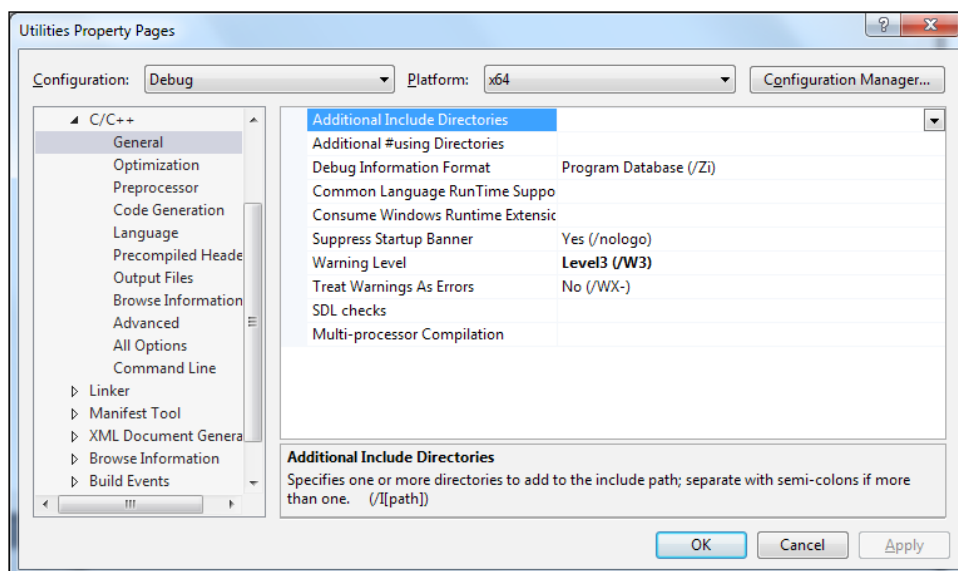 Utilities Property Pages
Configuration: Debug Platform: x64 Configuration Manager...
C/C++
General
Optimization
Preprocessor
Code Generation
Language
Precompiled Heade
Output Files
Browse Information
Advanced
All Options
Command Line
Linker
Manifest Tool
XML Document Genera
Browse Information
Build Events
Additional Include Directories
Additional #using Directories
Debug Information Format Program Database (/Zi)
Common Language RunTime Suppo
Consume Windows Runtime Extensic
Suppress Startup Banner Yes (/nologo)
Warning Level Level3 (/W3)
Treat Warnings As Errors No (/WX-)
SDL checks
Multi-processor Compilation
Additional Include Directories
Specifies one or more directories to add to the include path; separate with semi-colons if more
than one. (/I[path])
OK Cancel Apply